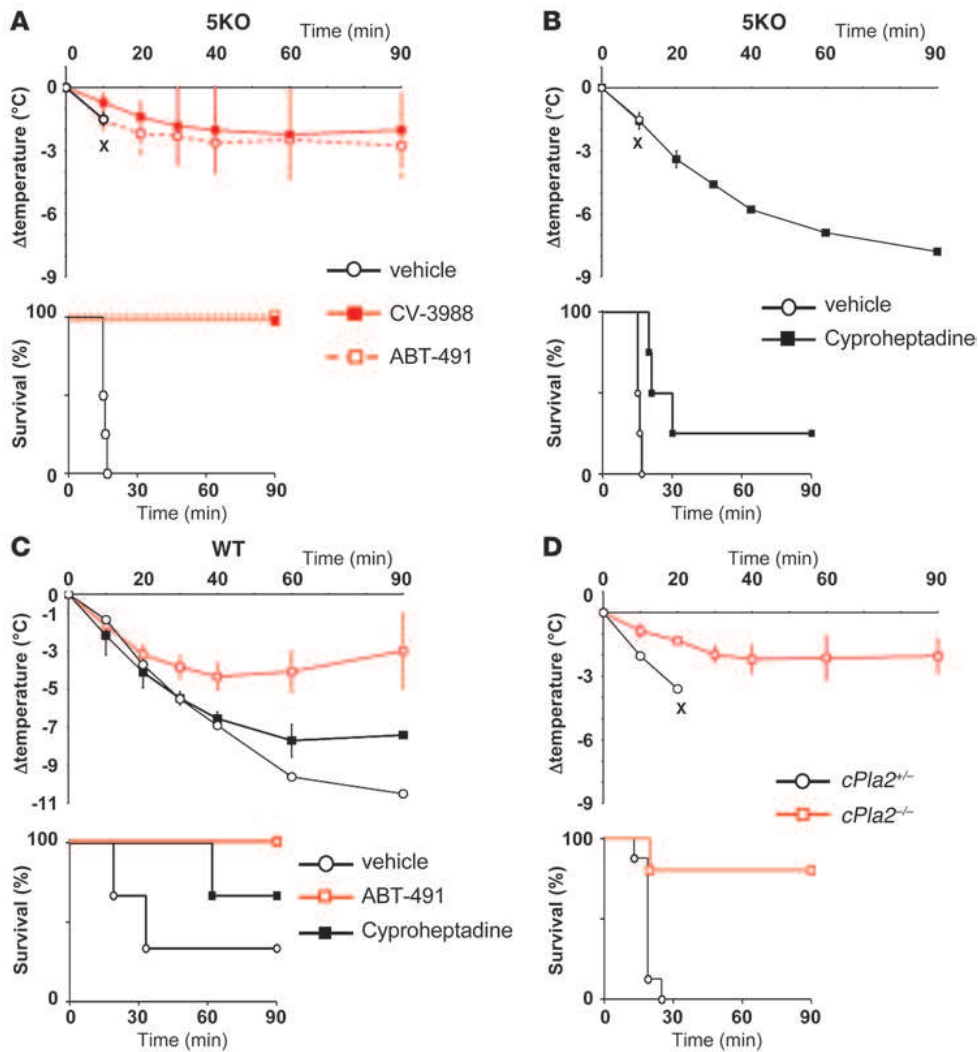 A
5KO
Time (min)
0 20 40 60 90
0
-3
-6
-9
Δtemperature (°C)
x
vehicle
CV-3988
ABT-491
100
0
Survival (%)
0 30 60 90
Time (min)
B
5KO
Time (min)
0 20 40 60 90
0
-3
-6
-9
Δtemperature (°C)
x
vehicle
Cyproheptadine
100
0
Survival (%)
0 30 60 90
Time (min)
C
WT
Time (min)
0 20 40 60 90
0
-1
-3
-5
-7
-9
-11
Δtemperature (°C)
100
0
Survival (%)
vehicle
ABT-491
Cyproheptadine
0 30 60 90
Time (min)
D
Time (min)
0 20 40 60 90
0
-3
-6
-9
Δtemperature (°C)
x
cPla2+/–
cPla2–/–
100
0
Survival (%)
0 30 60 90
Time (min)